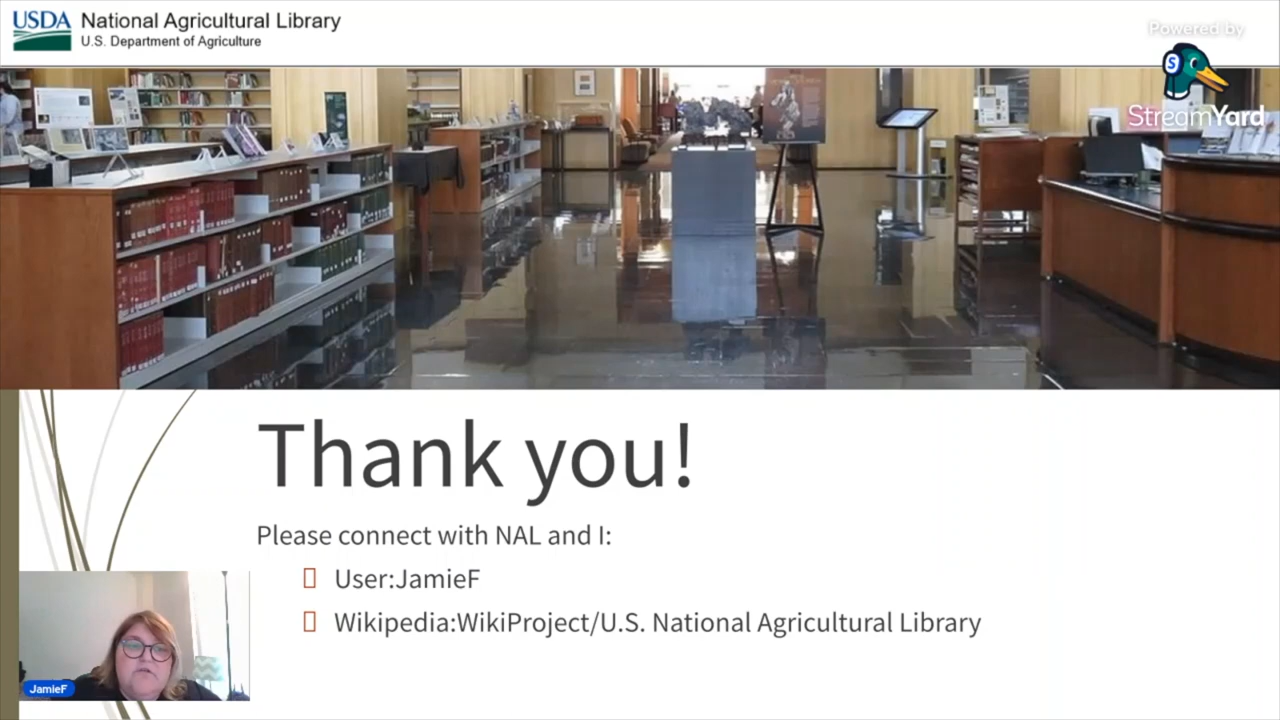 USDA
National Agricultural Library
U.S. Department of Agriculture
Powered by
S
StreamYard
Thank you!
Please connect with NAL and I:
User:JamieF
Wikipedia:WikiProject/U.S. National Agricultural Library
JamieF